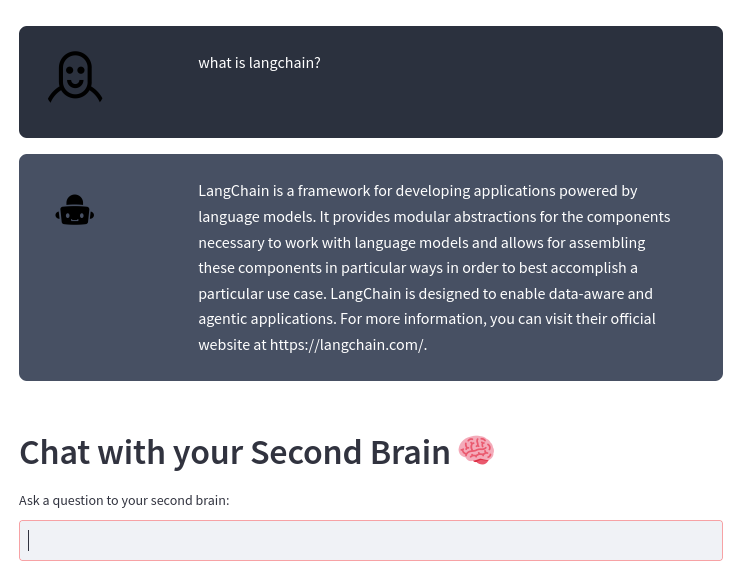 what is langchain?
LangChain is a framework for developing applications powered by
language models. It provides modular abstractions for the components
necessary to work with language models and allows for assembling
these components in particular ways in order to best accomplish a
particular use case. LangChain is designed to enable data-aware and
agentic applications. For more information, you can visit their official
website at https://langchain.com/.
Chat with your Second Brain 🧠
Ask a question to your second brain: